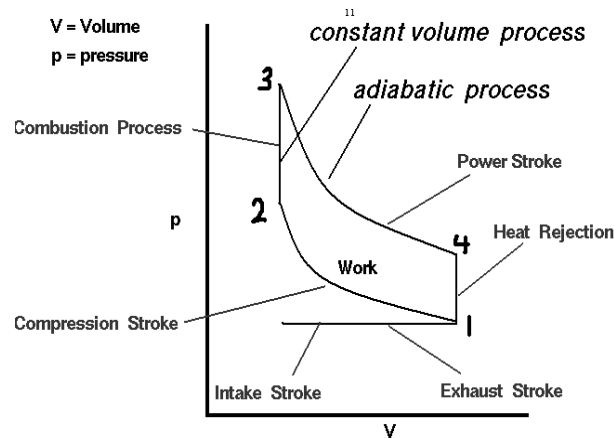 11
V = Volume
constant volume process
p = pressure
3
adiabatic process
Combustion Process
Power Stroke
2
p
4
Heat Rejection
Work
Compression Stroke
1
Intake Stroke
Exhaust Stroke
V